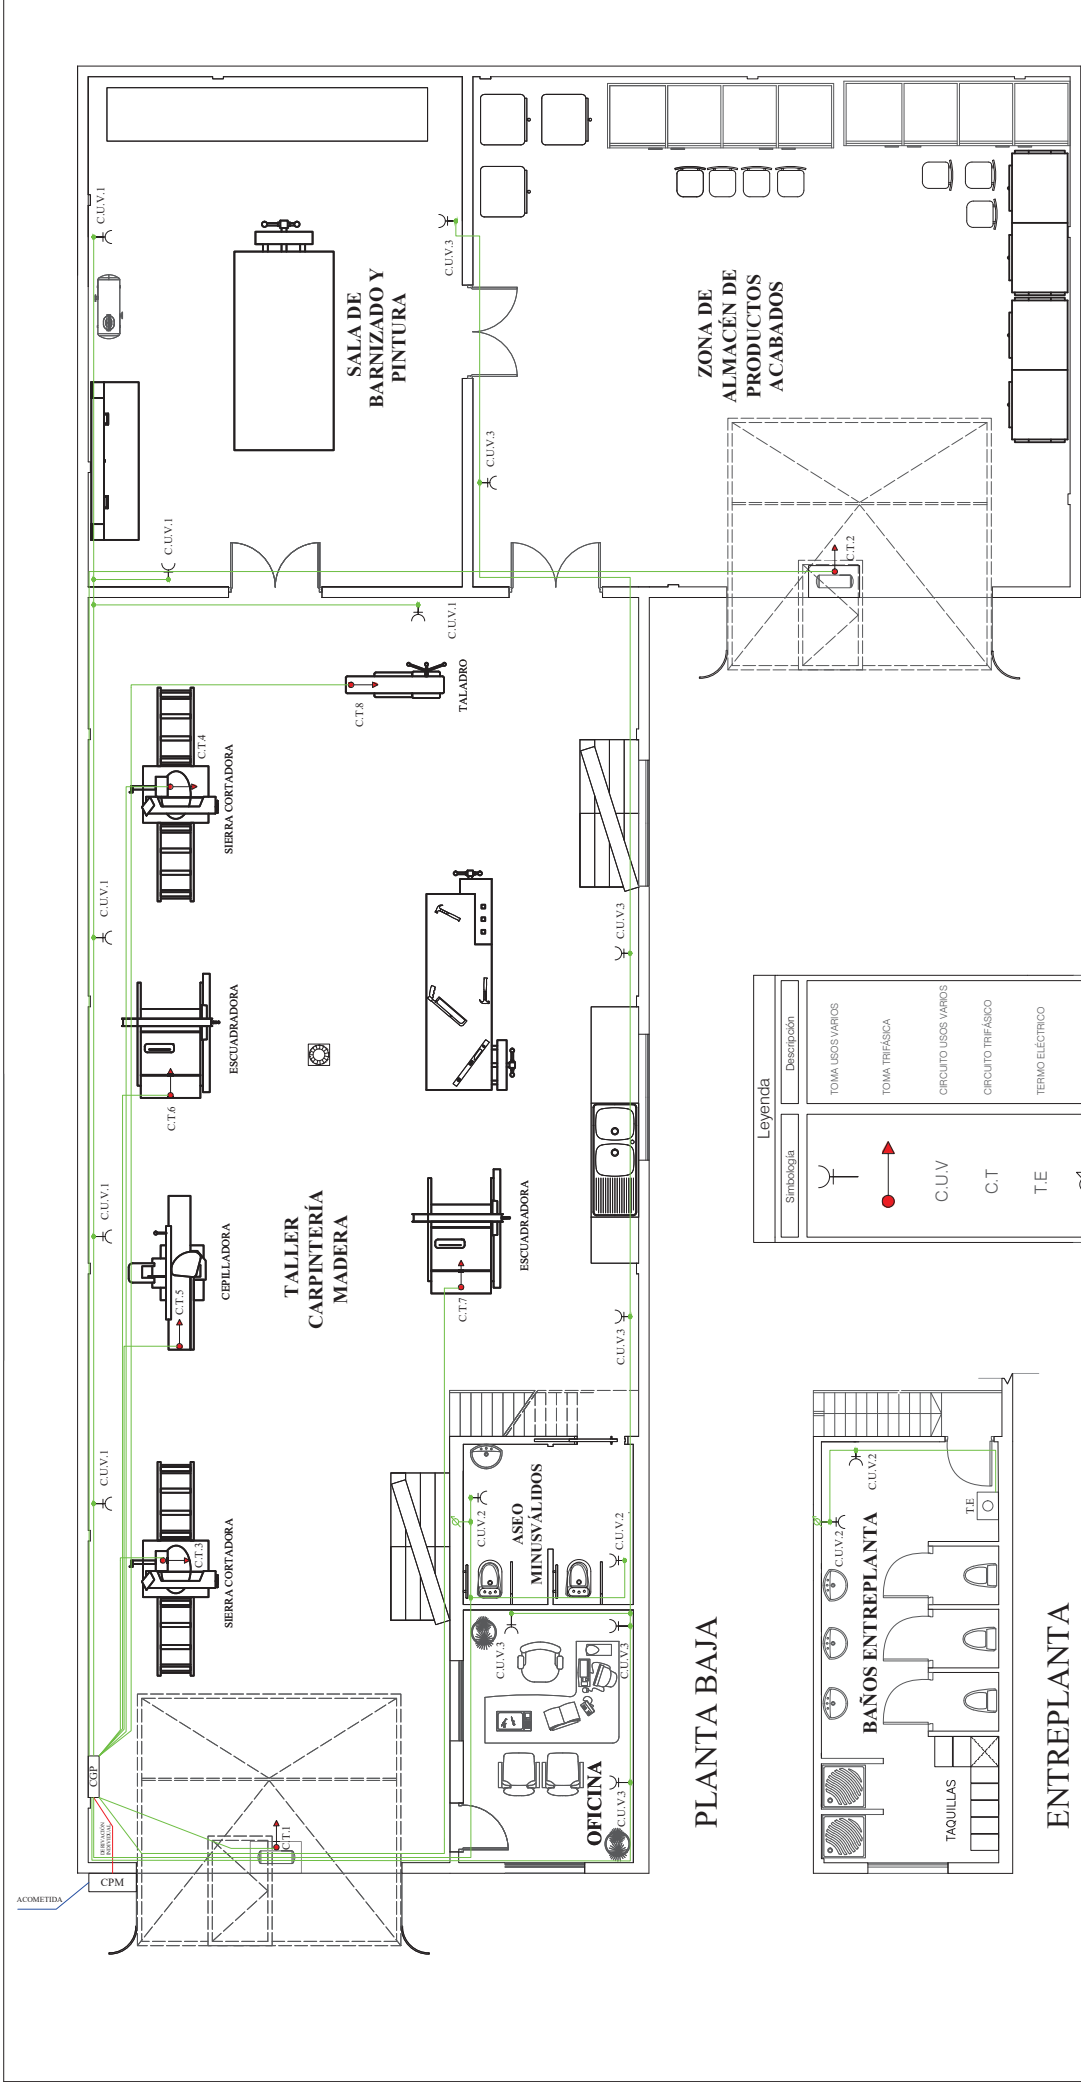 ACOMETIDA
CPM
DERIVACIÓN
INDIVIDUAL
CGP
C.T.1
C.T.3
SIERRA CORTADORA
C.U.V.1
C.T.5
CEPILLADORA
C.U.V.1
C.T.6
ESCUADRADORA
C.U.V.1
C.T.4
SIERRA CORTADORA
C.T.8
TALADRO
C.U.V.1
C.U.V.1
C.U.V.1
TALLER
CARPINTERÍA
MADERA
C.T.7
ESCUADRADORA
SALA DE
BARNIZADO Y
PINTURA
C.U.V.3
C.U.V.3
ZONA DE
ALMACÉN DE
PRODUCTOS
ACABADOS
C.T.2
C.U.V.3
C.U.V.3
ASEO
MINUSVÁLIDOS
C.U.V.2
C.U.V.2
OFICINA
C.U.V.3
C.U.V.3
C.U.V.3
PLANTA BAJA
BAÑOS ENTREPLANTA
C.U.V.2
C.U.V.2
T.E
TAQUILLAS
ENTREPLANTA
Leyenda
Simbología
Descripción
TOMA USOS VARIOS
TOMA TRIFÁSICA
C.U.V
CIRCUITO USOS VARIOS
C.T
CIRCUITO TRIFÁSICO
T.E
TERMO ELÉCTRICO